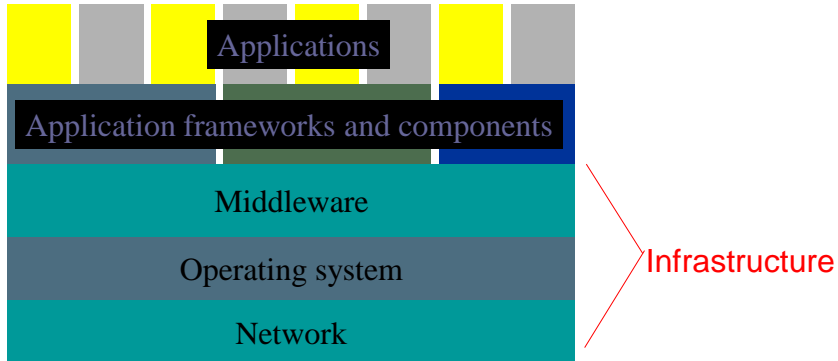 Applications
Application frameworks and components
Middleware
Operating system
Infrastructure
Network